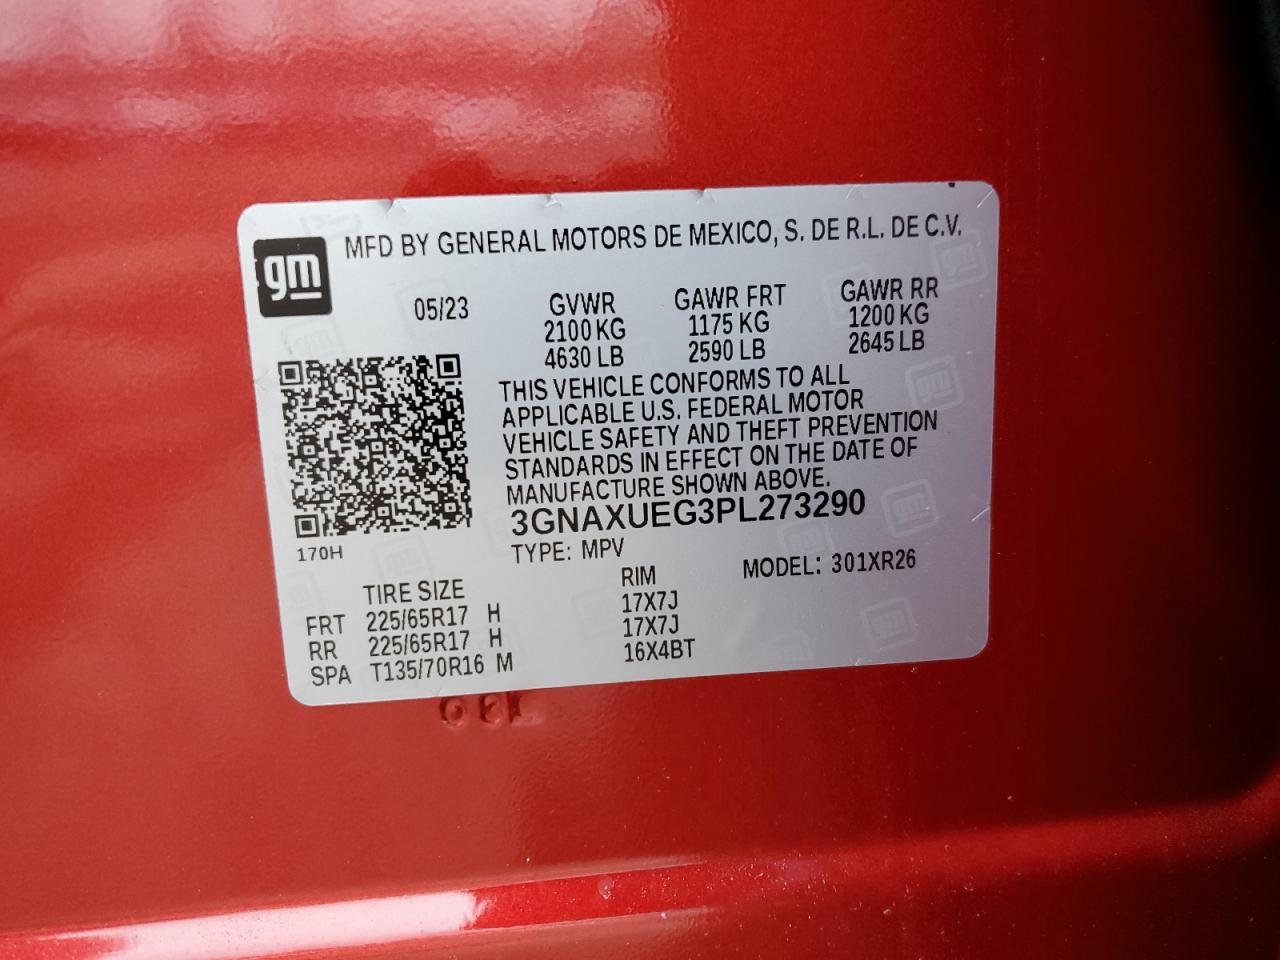 gm
MFD BY GENERAL MOTORS DE MEXICO, S. DE R.L. DE C.V.
05/23 GVWR GAWR FRT GAWR RR
2100 KG 1175 KG 1200 KG
4630 LB 2590 LB 2645 LB
THIS VEHICLE CONFORMS TO ALL
APPLICABLE U.S. FEDERAL MOTOR
VEHICLE SAFETY AND THEFT PREVENTION
STANDARDS IN EFFECT ON THE DATE OF
MANUFACTURE SHOWN ABOVE.
3GNAXUEG3PL273290
170H
TYPE: MPV MODEL: 301XR26
TIRE SIZE RIM
FRT 225/65R17 H 17X7J
RR 225/65R17 H 17X7J
SPA T135/70R16 M 16X4BT